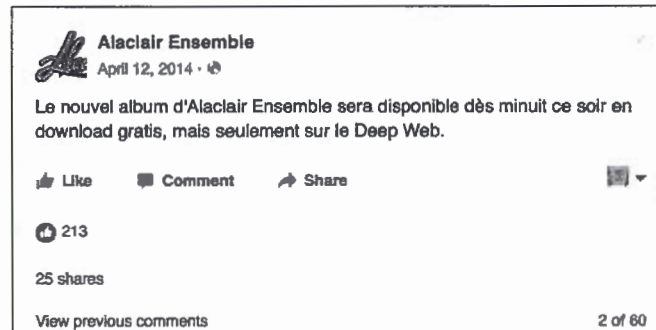 Alaclair Ensemble
April 12, 2014 ·
Le nouvel album d'Alaclair Ensemble sera disponible dès minuit ce soir en
download gratis, mais seulement sur le Deep Web.
Like Comment Share
213
25 shares
View previous comments 2 of 60